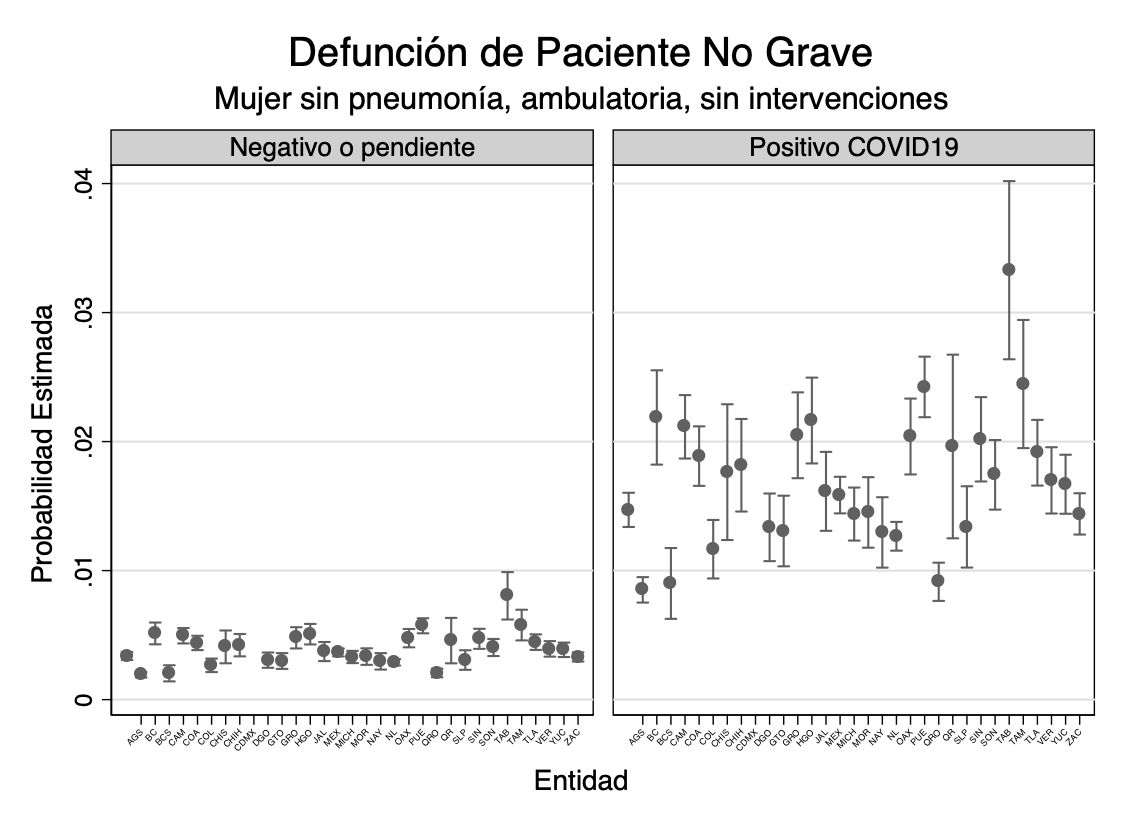 Defunción de Paciente No Grave
Mujer sin pneumonía, ambulatoria, sin intervenciones
Negativo o pendiente
Positivo COVID19
Probabilidad Estimada
.04
.03
.02
.01
0
AGS BC BCS CAM COA COL CHIS CHIH CDMX DGO GTO GRO HGO JAL MEX MICH MOR NAY NL OAX PUE QRO QR SLP SIN SON TAB TAM TLA VER YUC ZAC
AGS BC BCS CAM COA COL CHIS CHIH CDMX DGO GTO GRO HGO JAL MEX MICH MOR NAY NL OAX PUE QRO QR SLP SIN SON TAB TAM TLA VER YUC ZAC
Entidad